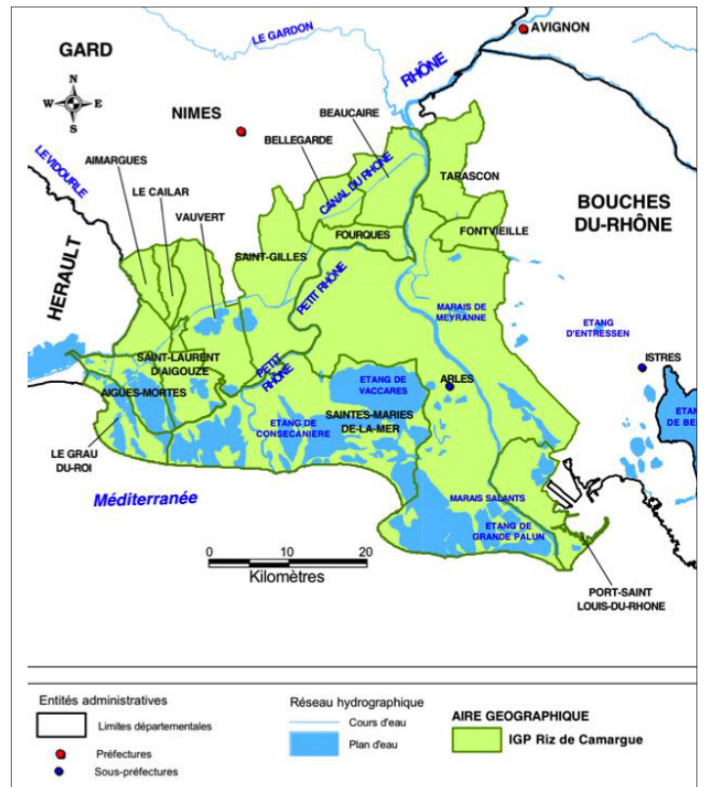 GARD
LE GARDON
AVIGNON
N
W
E
S
RHÔNE
NIMES
BEAUCAIRE
BELLEGARDE
LE VIDOURLE
AIMARGUES
CANAL DU RHÔNE
TARASCON
LE CAILAR
VAUVERT
BOUCHES
DU-RHÔNE
FOURQUES
FONTVIEILLE
SAINT-GILLES
HERAULT
PETIT RHÔNE
MARAIS DE
MEYRANNE
ETANG
D'ENTRESSEN
SAINT-LAURENT
D'AIGOUZE
PETIT
RHÔNE
ISTRES
ETANG DE
VACCARES
ARLES
AIGUES-MORTES
ETAN
DE BE
SAINTES-MARIES
DE-LA-MER
ETANG DE
CONSECANIERE
LE GRAU
DU-ROI
Méditerranée
MARAIS SALANTS
ETANG DE
GRANDE PALUN
0 10 20
Kilomètres
PORT-SAINT
LOUIS-DU-RHONE
Entités administratives
Limites départementales
Préfectures
Sous-préfectures
Réseau hydrographique
Cours d'eau
Plan d'eau
AIRE GEOGRAPHIQUE
IGP Riz de Camargue